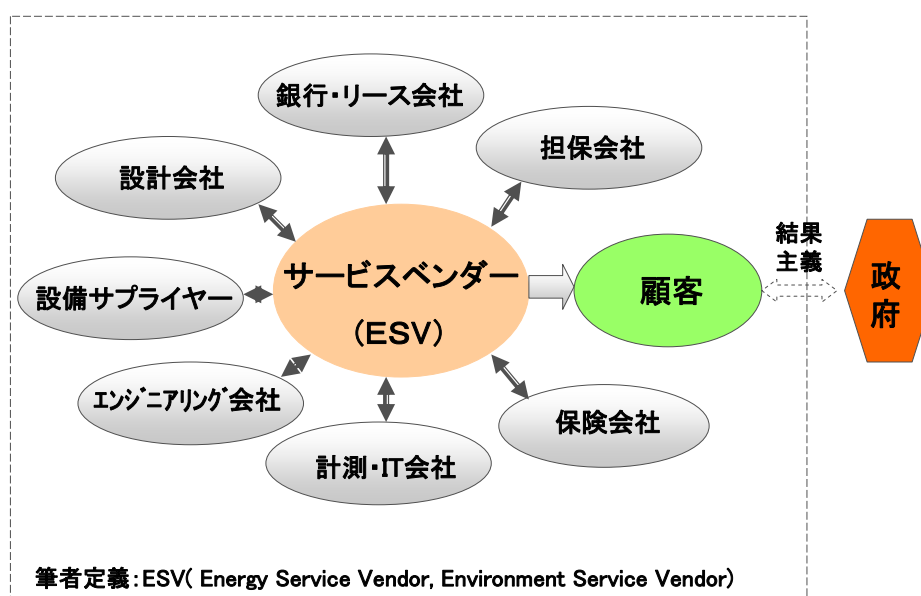 銀行・リース会社
担保会社
設計会社
結果
主義
サービスベンダー
(ESV)
顧客
政
府
設備サプライヤー
エンジニアリング会社
保険会社
計測・IT会社
筆者定義:ESV( Energy Service Vendor, Environment Service Vendor)